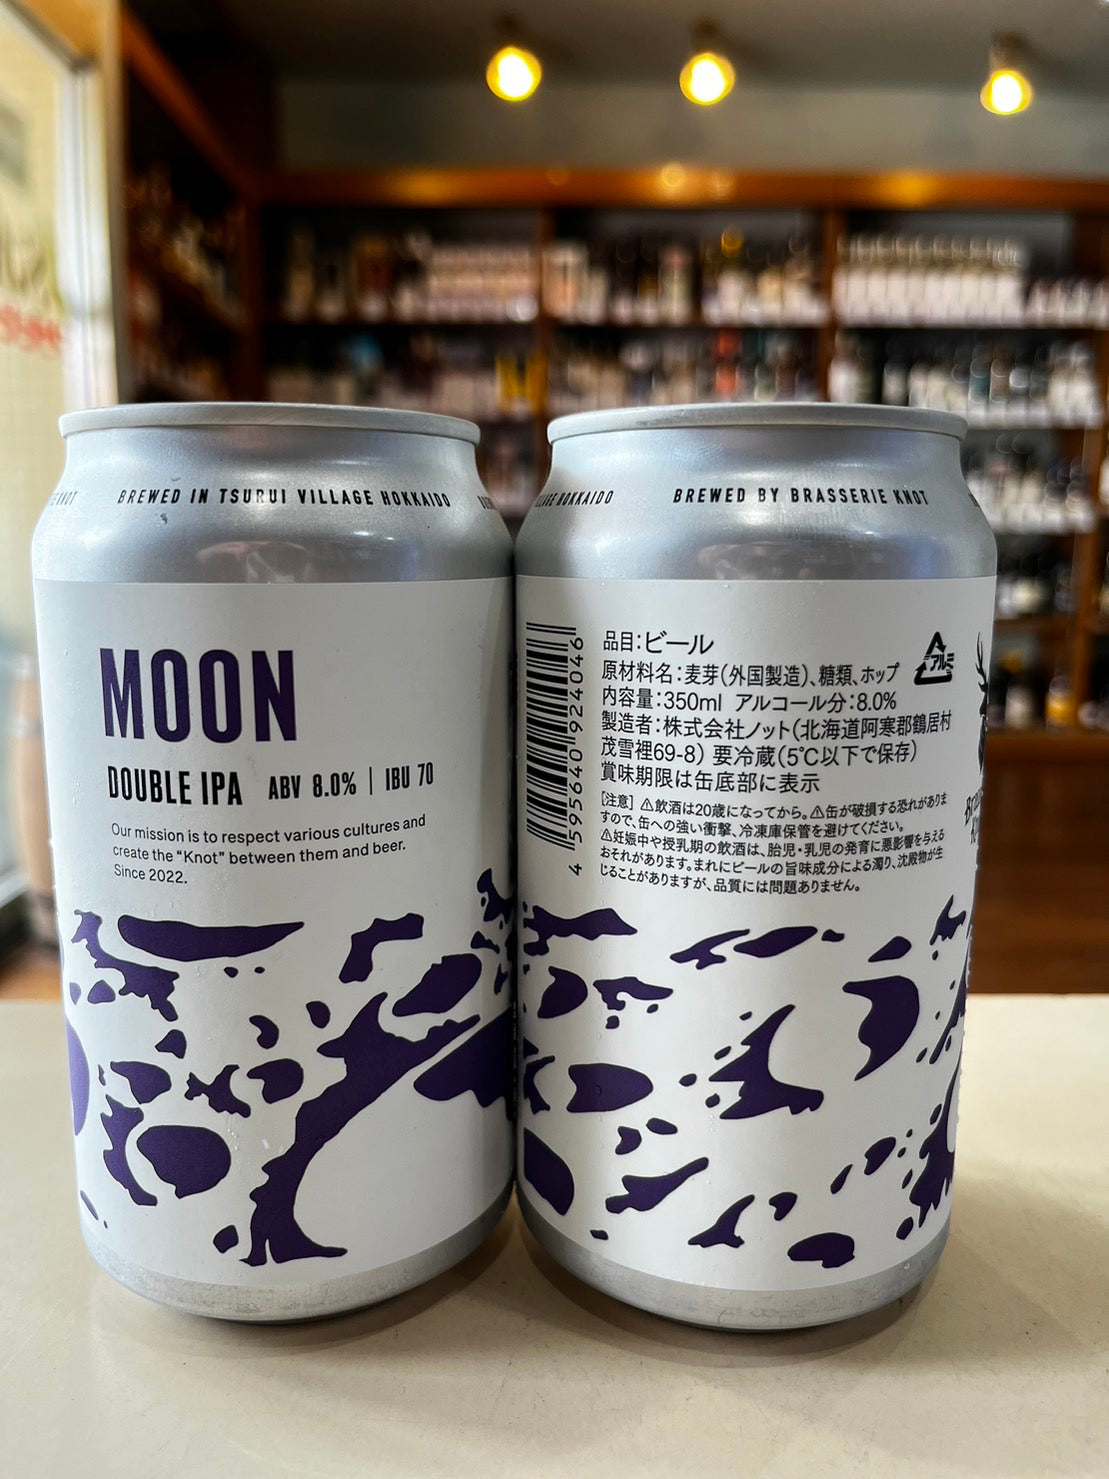 BREWED IN TSURUI VILLAGE HOKKAIDO
MOON
DOUBLE IPA ABV 8.0% | IBU 70
Our mission is to respect various cultures and
create the “Knot” between them and beer.
Since 2022.
HOKKAIDO
BREWED BY BRASSERIE KNOT
品目:ビール
原材料名:麦芽(外国製造)、糖類、ホップ
内容量:350ml アルコール分:8.0%
製造者:株式会社ノット(北海道阿寒郡鶴居村
茂雪裡69-8) 要冷蔵(5℃以下で保存)
賞味期限は缶底部に表示
[注意] ⚠飲酒は20歳になってから。⚠缶が破損する恐れがありま
すので、缶への強い衝撃、冷凍庫保管を避けてください。
⚠妊娠中や授乳期の飲酒は、胎児・乳児の発育に悪影響を与える
おそれがあります。まれにビールの旨味成分による濁り、沈殿物が生
じることがありますが、品質には問題ありません。
アルミ
4 595640 924046